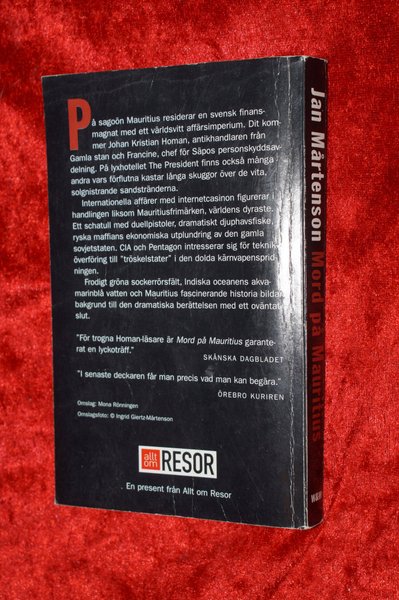 På sagoön Mauritius residerar en svensk finans-
magnat med ett världsvitt affärsimperium. Dit kom-
mer Johan Kristian Homan, antikhandlaren från
Gamla stan och Francine, chef för Säpos personskyddsav-
delning. På lyxhotellet The President finns också många
andra vars förflutna kastar långa skuggor över de vita,
solgnistrande sandstränderna.
Internationella affärer med internetcasinon figurerar i
handlingen liksom Mauritiusfrimärken, världens dyraste.
Ett schatull med duellpistoler, dramatiskt djuphavsfiske,
ryska maffians ekonomiska utplundring av den gamla
sovjetstaten. CIA och Pentagon intresserar sig för teknik-
överföring till "tröskelstater" i den dolda kärnvapensprid-
ningen.
Frodigt gröna sockerrörsfält, Indiska oceanens akva-
marinblå vatten och Mauritius fascinerande historia bildar
bakgrund till den dramatiska berättelsen med ett oväntat
slut.
"För trogna Homan-läsare är Mord på Mauritius garante-
rat en lyckoträff."
SKÅNSKA DAGBLADET
"I senaste deckaren får man precis vad man kan begära."
ÖREBRO KURIREN
Omslag: Mona Rönningen
Omslagsfoto: © Ingrid Giertz-Mårtenson
allt
om
RESOR
En present från Allt om Resor
Jan Mårtenson Mord på Mauritius
W&W